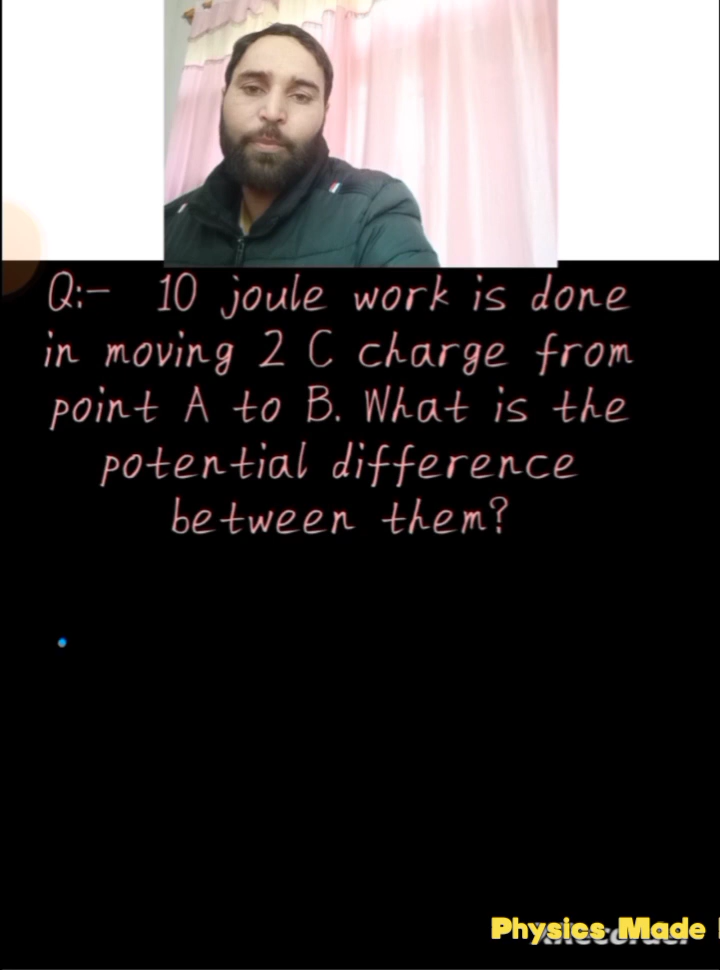 Q:- 10 joule work is done
in moving 2 C charge from
point A to B. What is the
potential difference
between them?
Physics Made